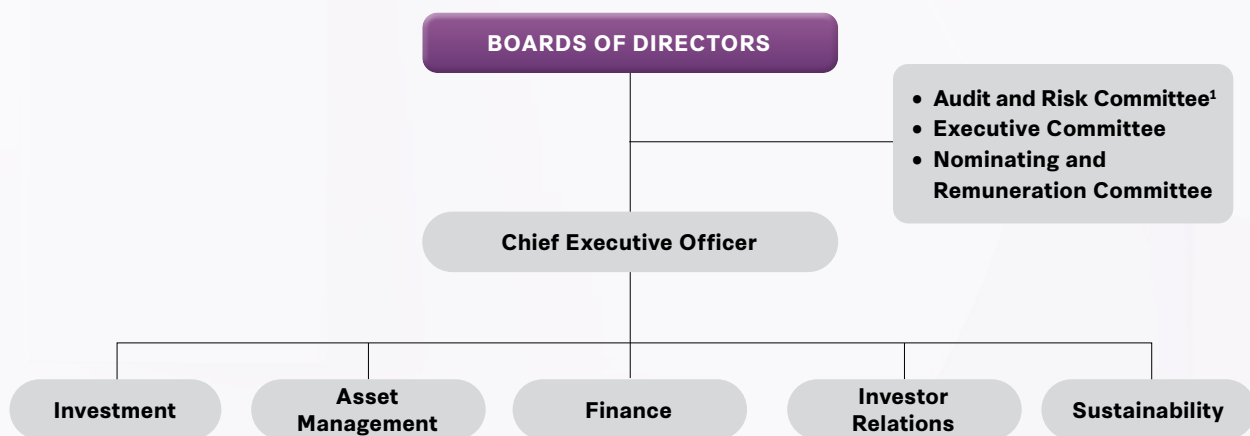 BOARDS OF DIRECTORS
• Audit and Risk Committee¹
• Executive Committee
• Nominating and
Remuneration Committee
Chief Executive Officer
Investment
Asset
Management
Finance
Investor
Relations
Sustainability